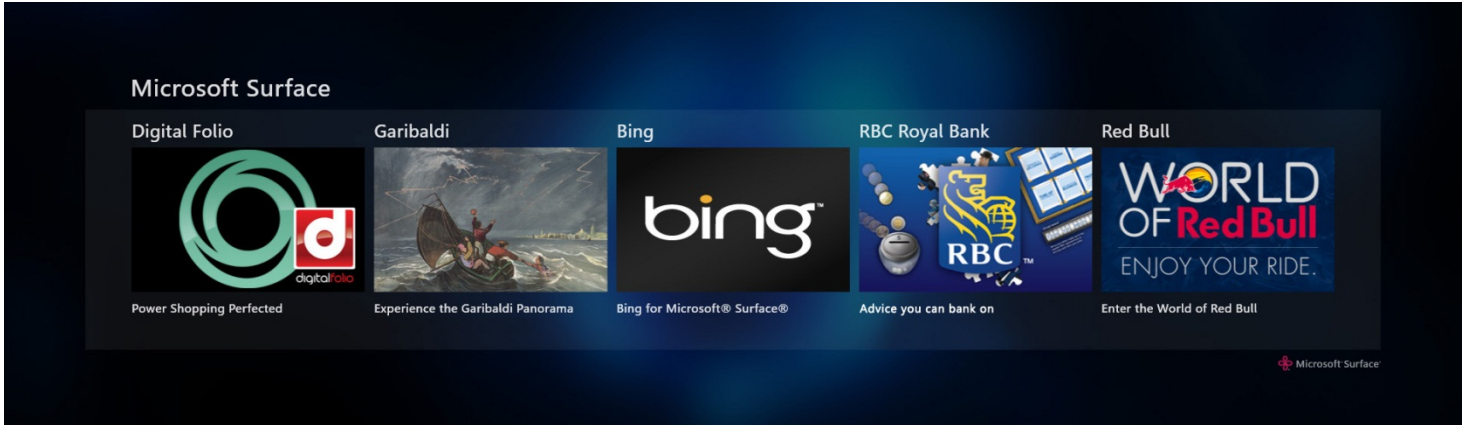 Microsoft Surface
Digital Folio
Garibaldi
Bing
RBC Royal Bank
Red Bull
d
digitalfolio
bing™
RBC™
WORLD
OF Red Bull
ENJOY YOUR RIDE.
Power Shopping Perfected
Experience the Garibaldi Panorama
Bing for Microsoft® Surface®
Advice you can bank on
Enter the World of Red Bull
Microsoft Surface